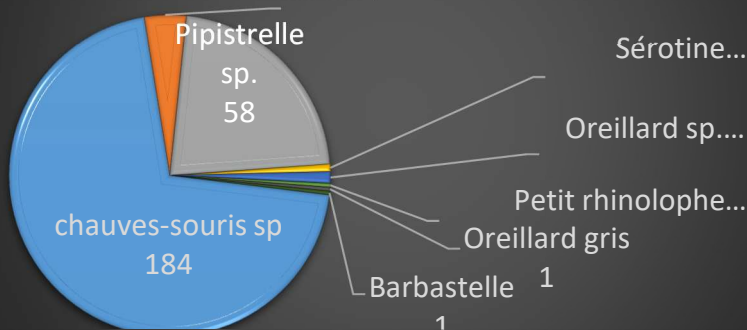 Pipistrelle
sp.
58
Sérotine...
Oreillard sp....
Petit rhinolophe...
Oreillard gris
1
Barbastelle
1
chauves-souris sp
184